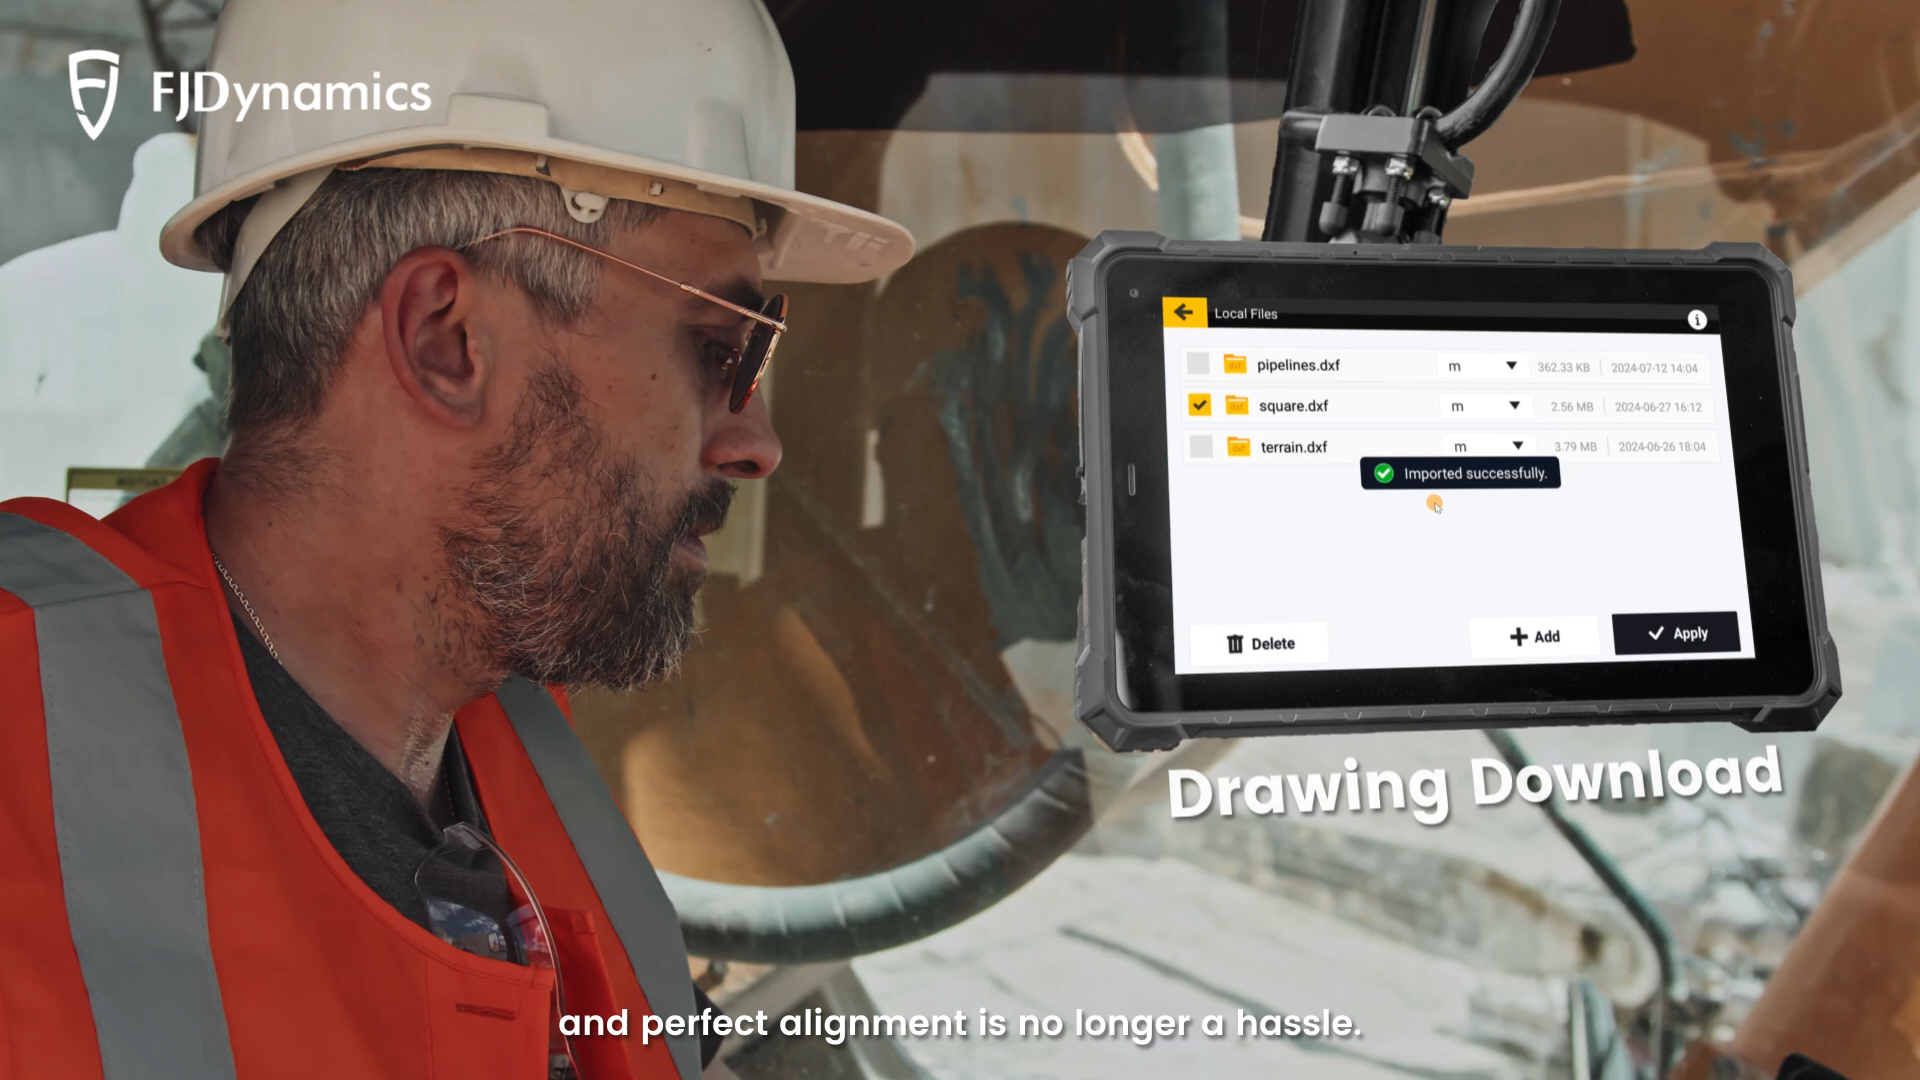 FJDynamics
Local Files
pipelines.dxf m 362.33 KB 2024-07-12 14:04
square.dxf m 2.56 MB 2024-06-27 16:12
terrain.dxf m 3.79 MB 2024-06-26 18:04
Imported successfully.
Delete
Add
Apply
Drawing Download
and perfect alignment is no longer a hassle.